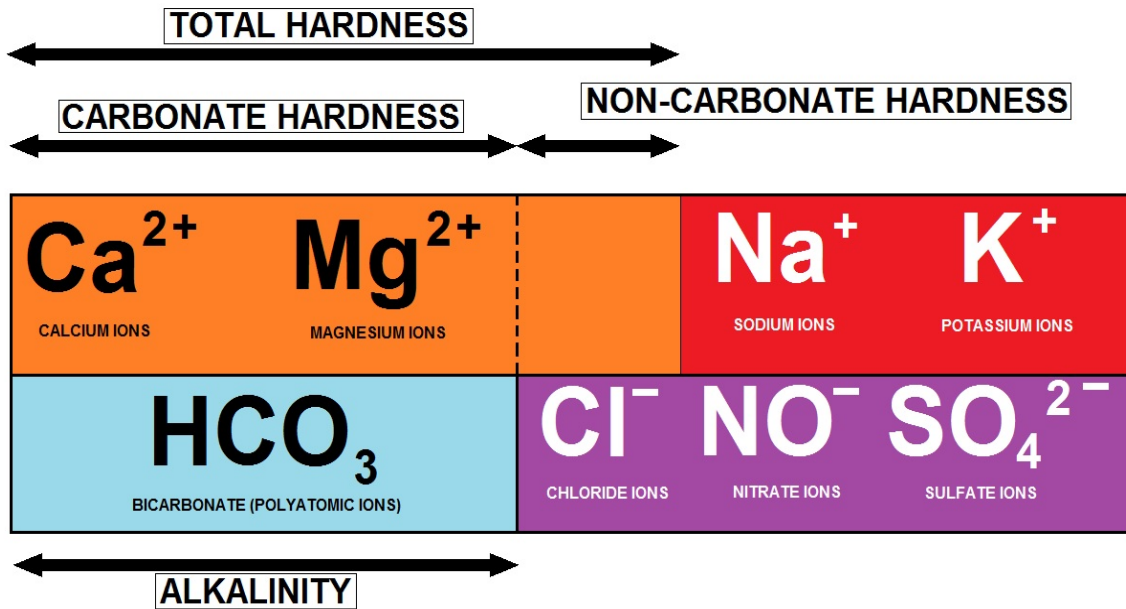 TOTAL HARDNESS
CARBONATE HARDNESS
NON-CARBONATE HARDNESS
Ca²⁺ Mg²⁺ Na⁺ K⁺
CALCIUM IONS MAGNESIUM IONS SODIUM IONS POTASSIUM IONS
HCO₃ Cl⁻ NO⁻ SO₄²⁻
BICARBONATE (POLYATOMIC IONS) CHLORIDE IONS NITRATE IONS SULFATE IONS
ALKALINITY